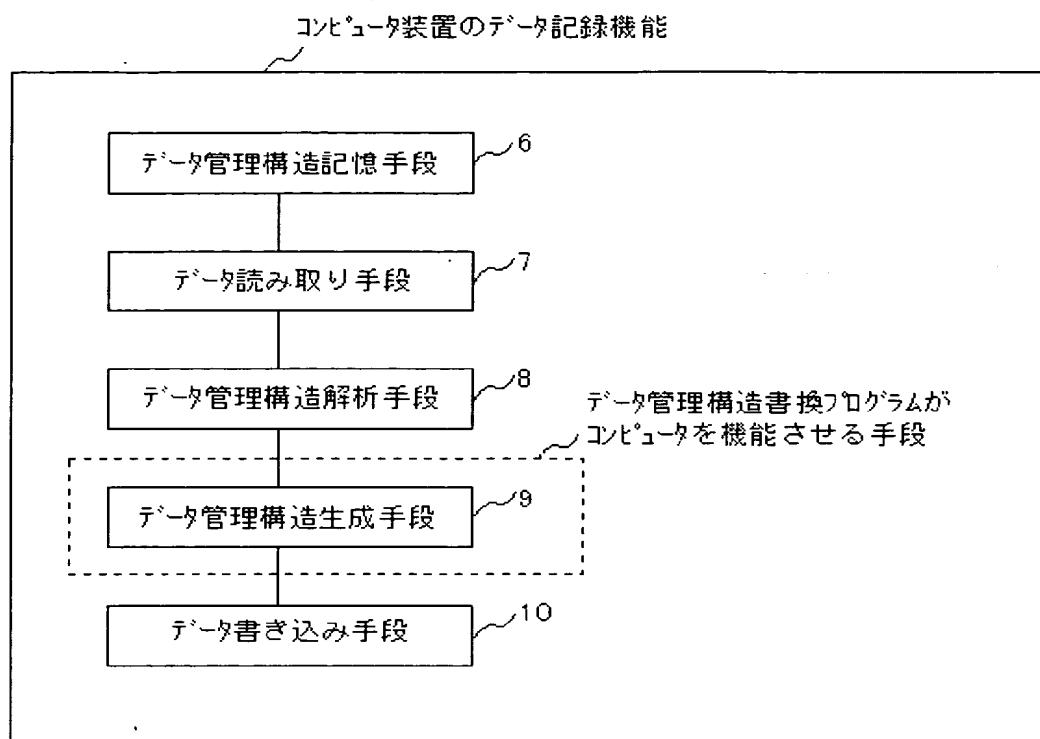 コンピュータ装置のデータ記録機能
データ管理構造記憶手段
6
データ読み取り手段
7
データ管理構造解析手段
8
データ管理構造書換プログラムが
コンピュータを機能させる手段
データ管理構造生成手段
9
データ書き込み手段
10